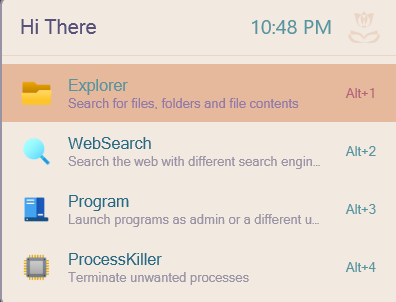 Hi There 10:48 PM
Explorer Alt+1
Search for files, folders and file contents
WebSearch Alt+2
Search the web with different search engin…
Program Alt+3
Launch programs as admin or a different u…
ProcessKiller Alt+4
Terminate unwanted processes